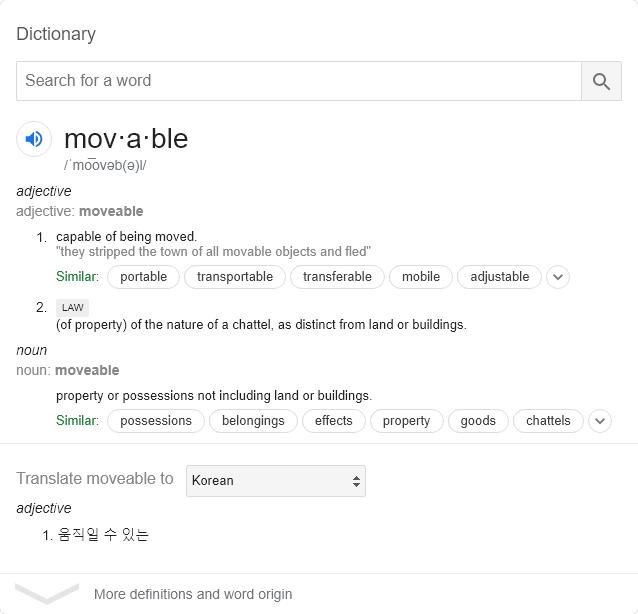 Dictionary
Search for a word
mov·a·ble
/ˈmo͞ovəb(ə)l/
adjective
adjective: moveable
1. capable of being moved.
"they stripped the town of all movable objects and fled"
Similar: portable transportable transferable mobile adjustable
2. LAW
(of property) of the nature of a chattel, as distinct from land or buildings.
noun
noun: moveable
property or possessions not including land or buildings.
Similar: possessions belongings effects property goods chattels
Translate moveable to Korean
adjective
1. 움직일 수 있는
More definitions and word origin